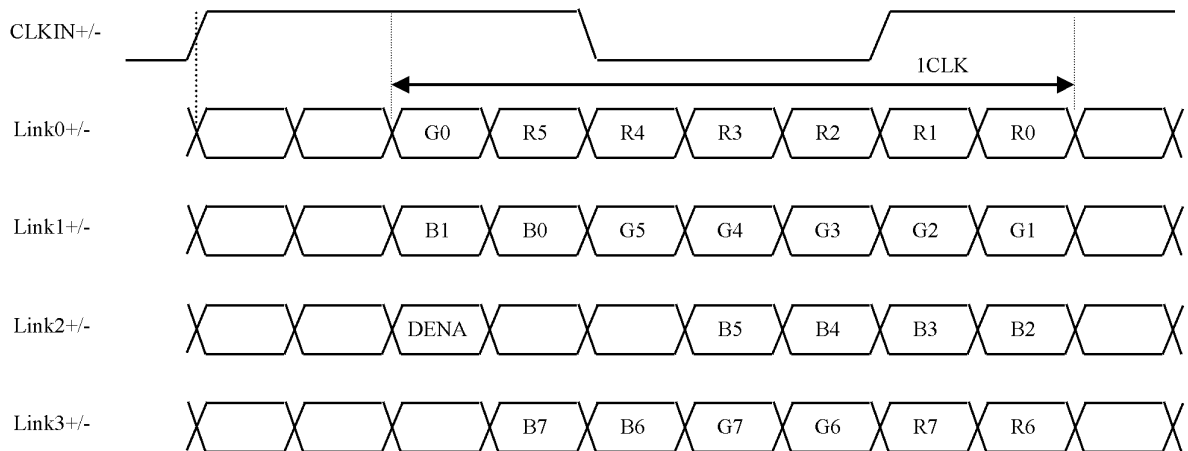 CLKIN+/-
1CLK
Link0+/- G0 R5 R4 R3 R2 R1 R0
Link1+/- B1 B0 G5 G4 G3 G2 G1
Link2+/- DENA B5 B4 B3 B2
Link3+/- B7 B6 G7 G6 R7 R6